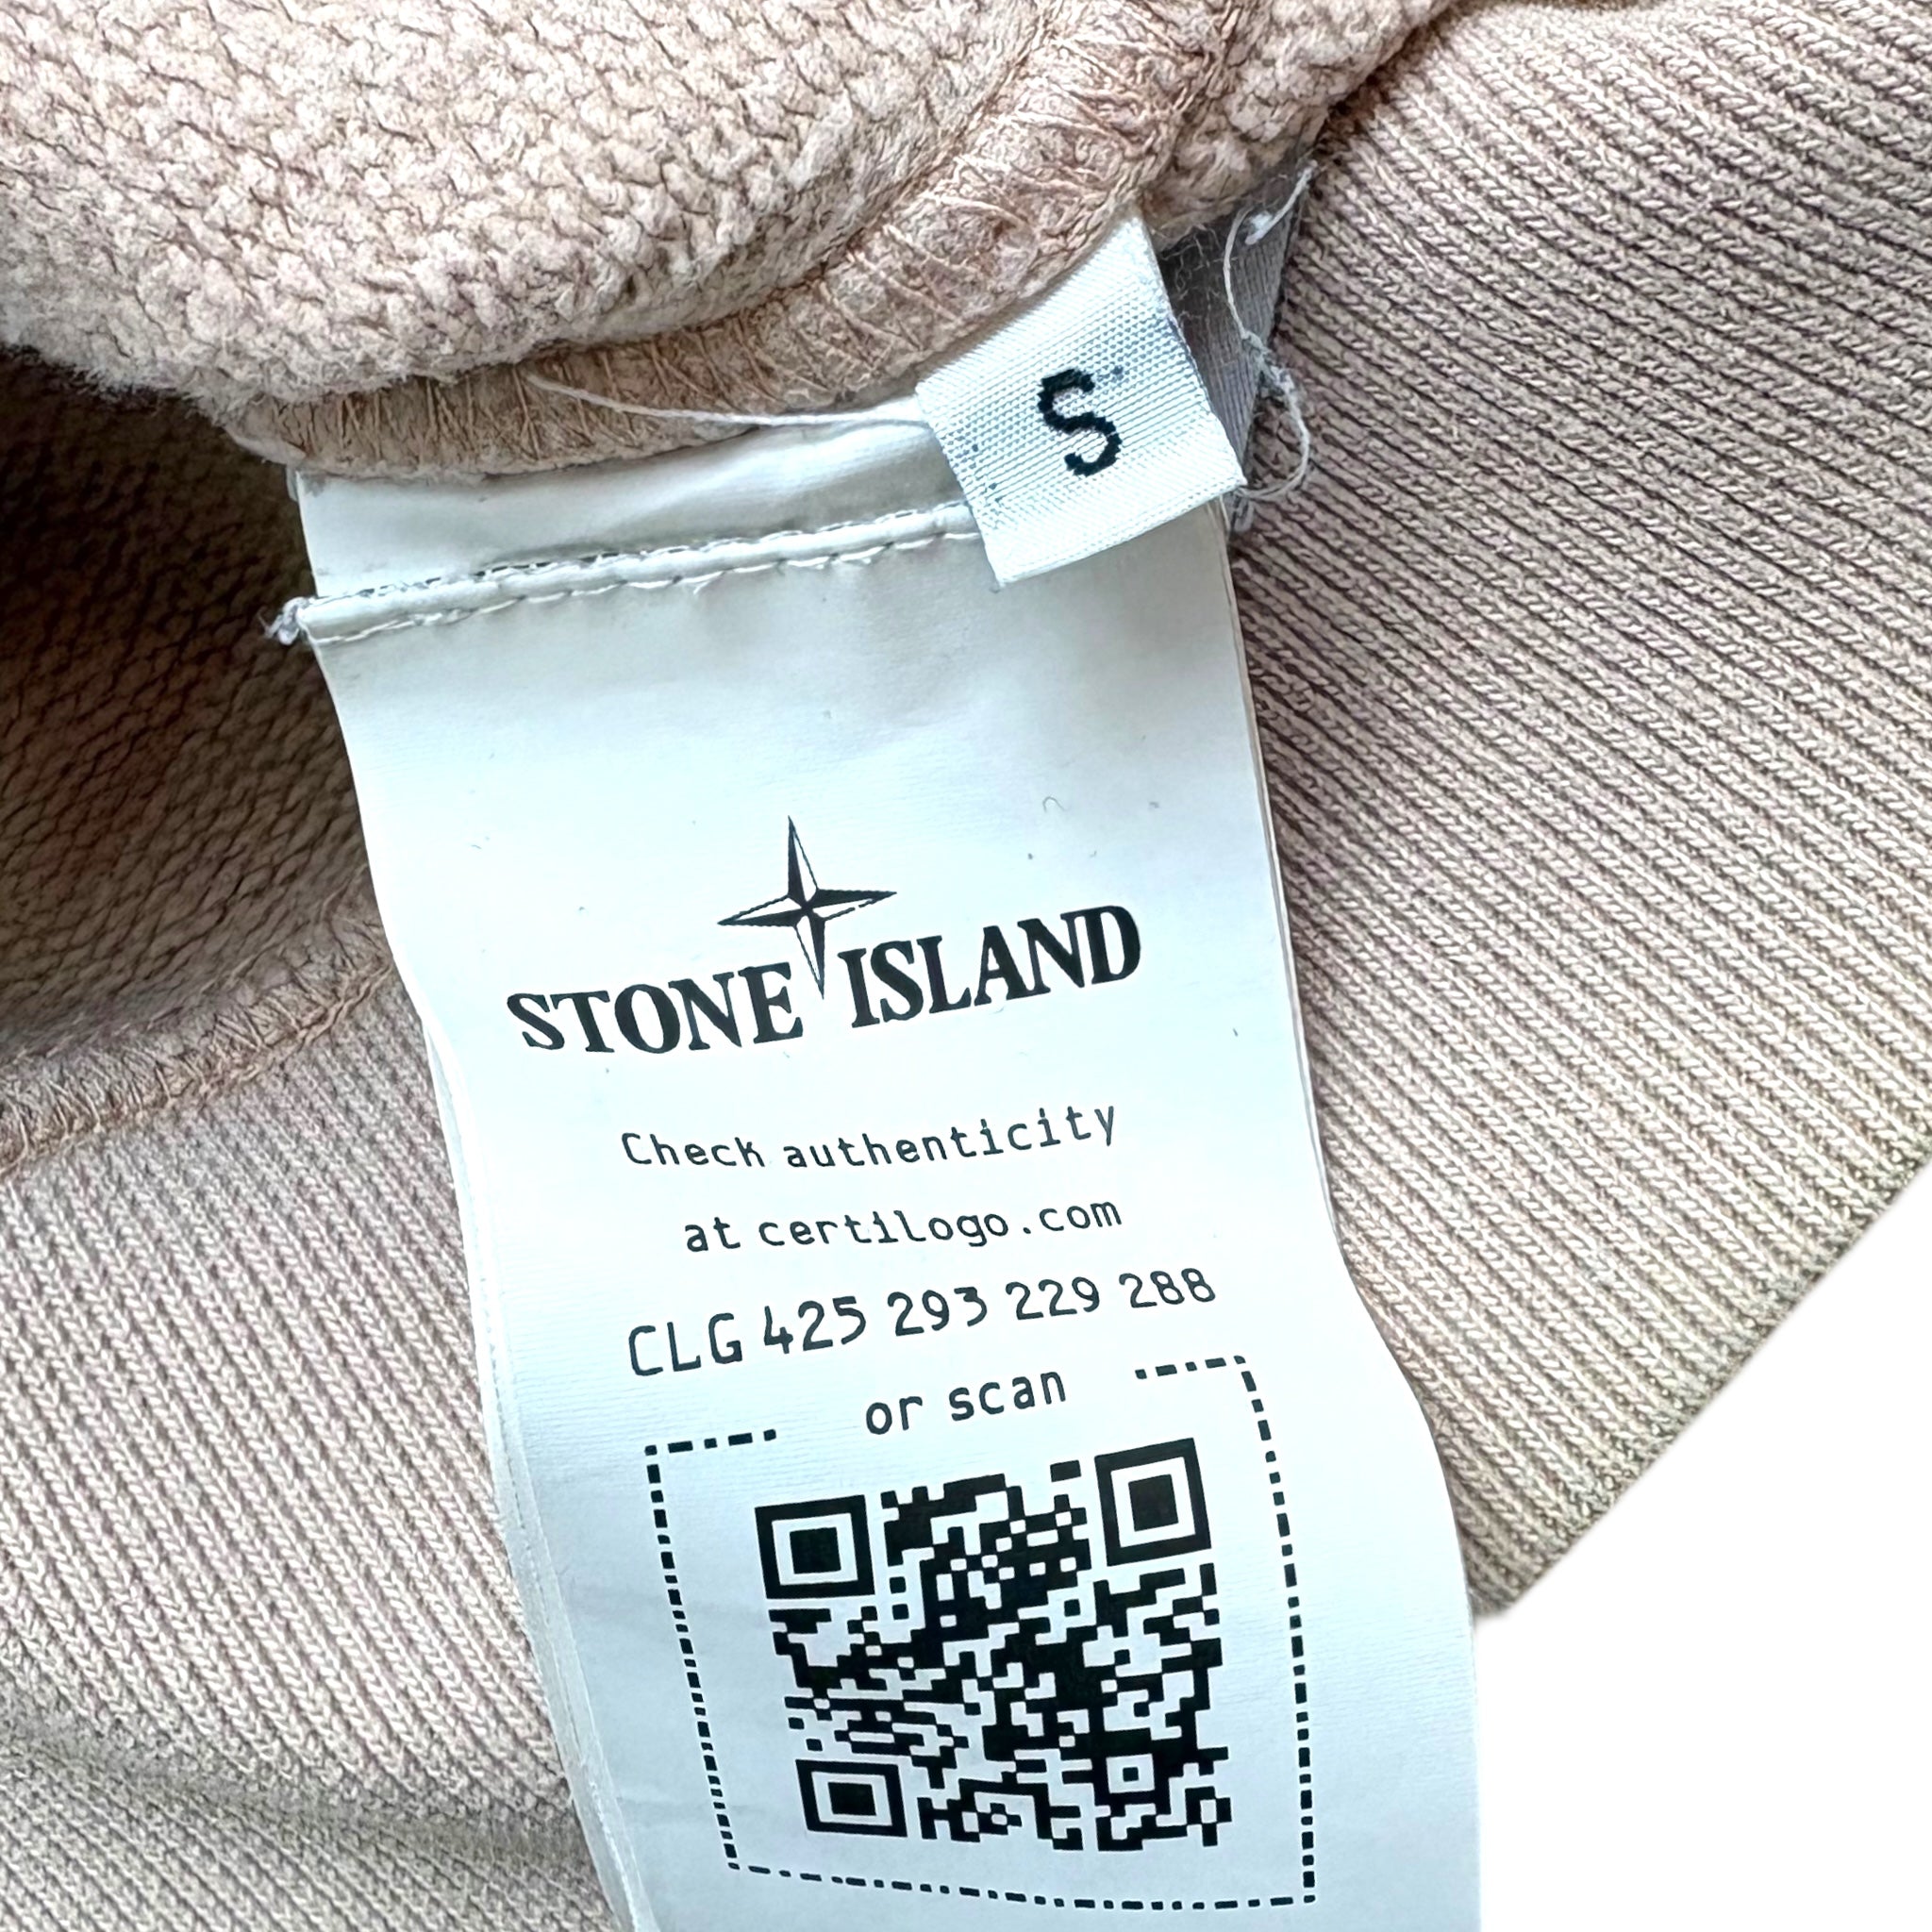 S
STONE ISLAND
Check authenticity
at certilogo.com
CLG 425 293 229 288
or scan